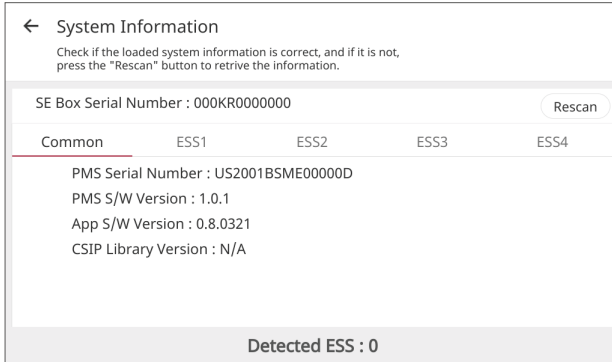 System Information
Check if the loaded system information is correct, and if it is not,
press the "Rescan" button to retrive the information.
SE Box Serial Number : 000KR0000000
Rescan
Common ESS1 ESS2 ESS3 ESS4
PMS Serial Number : US2001BSME00000D
PMS S/W Version : 1.0.1
App S/W Version : 0.8.0321
CSIP Library Version : N/A
Detected ESS : 0